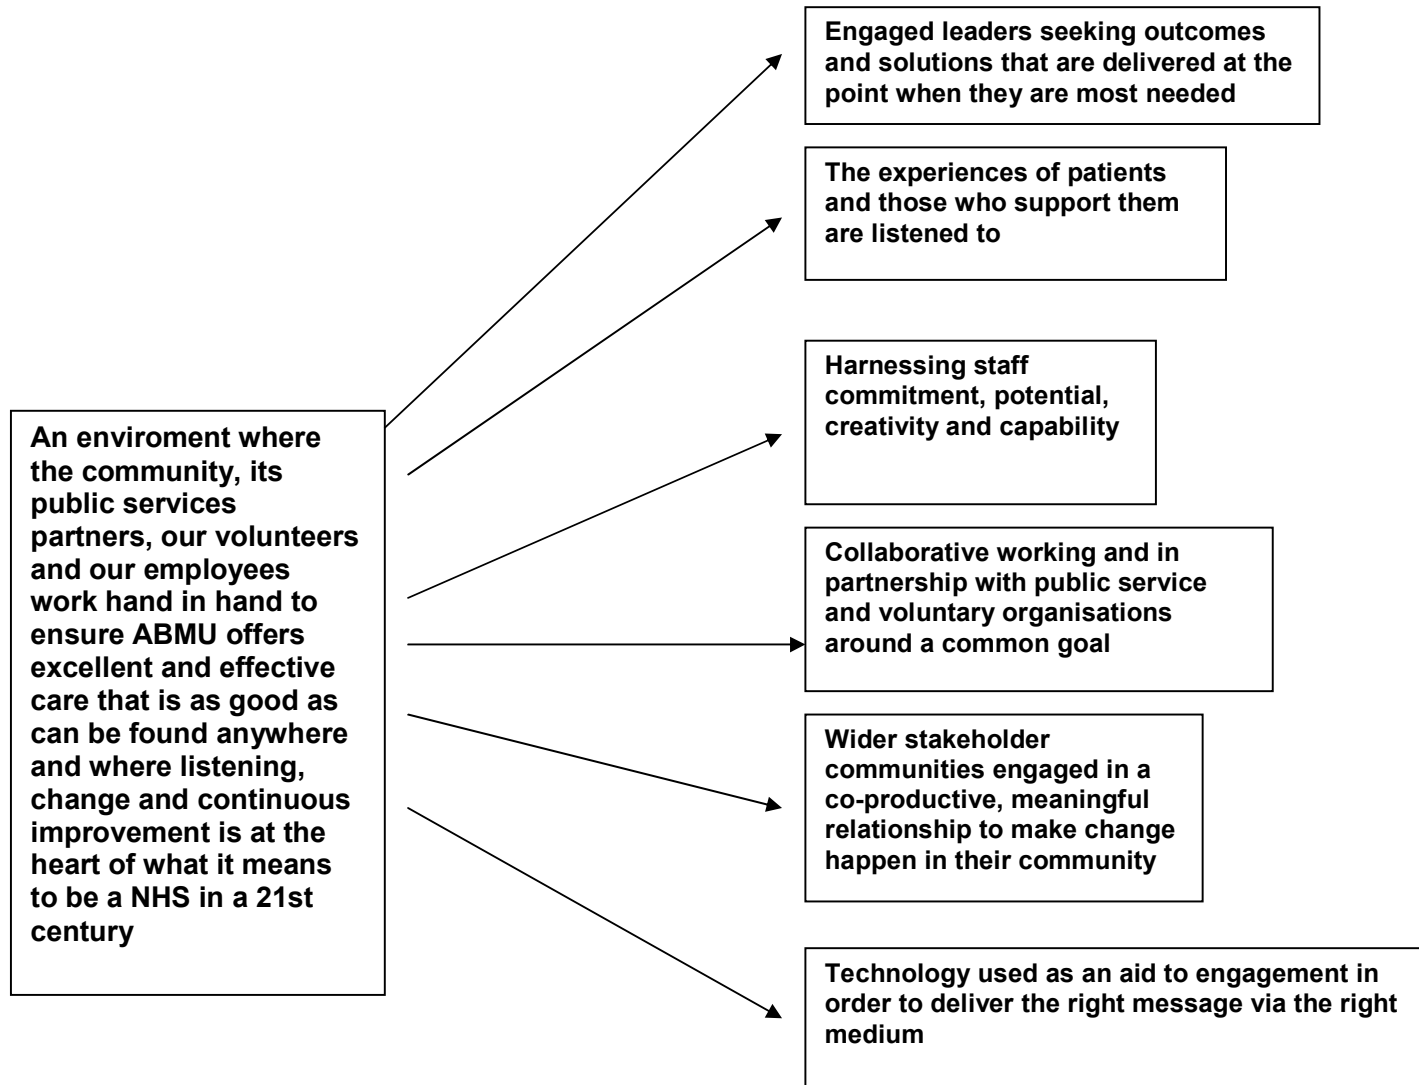 Engaged leaders seeking outcomes
and solutions that are delivered at the
point when they are most needed
The experiences of patients
and those who support them
are listened to
Harnessing staff
commitment, potential,
creativity and capability
An enviroment where
the community, its
public services
partners, our volunteers
and our employees
work hand in hand to
ensure ABMU offers
excellent and effective
care that is as good as
can be found anywhere
and where listening,
change and continuous
improvement is at the
heart of what it means
to be a NHS in a 21st
century
Collaborative working and in
partnership with public service
and voluntary organisations
around a common goal
Wider stakeholder
communities engaged in a
co-productive, meaningful
relationship to make change
happen in their community
Technology used as an aid to engagement in
order to deliver the right message via the right
medium